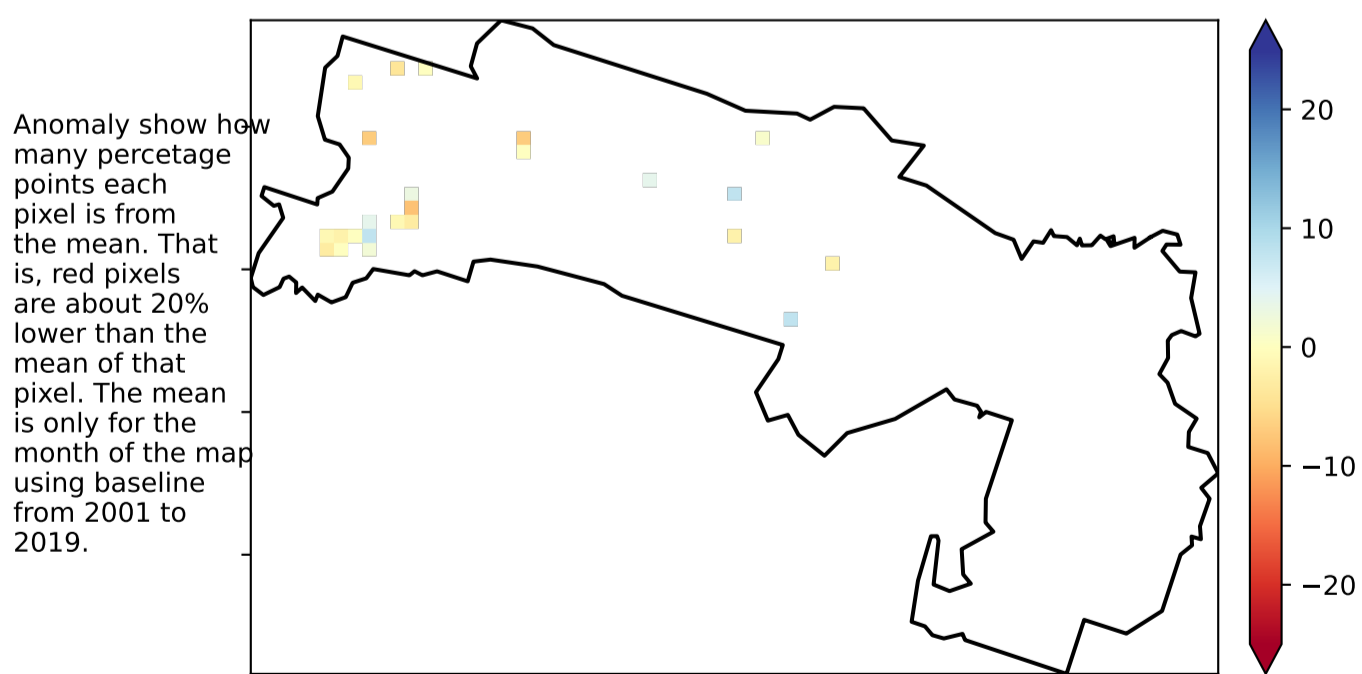 Anomaly show how
many percetage
points each
pixel is from
the mean. That
is, red pixels
are about 20%
lower than the
mean of that
pixel. The mean
is only for the
month of the map
using baseline
from 2001 to
2019.
20
10
0
−10
−20